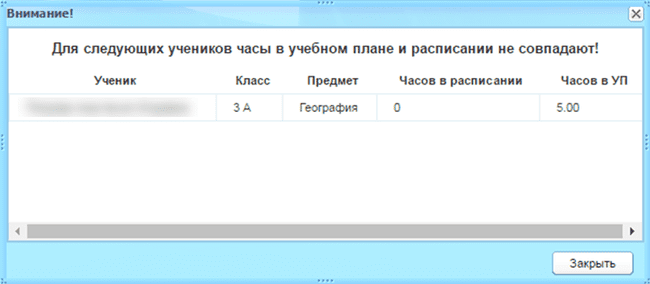 Внимание!
Для следующих учеников часы в учебном плане и расписании не совпадают!
Ученик Класс Предмет Часов в расписании Часов в УП
3 А География 0 5.00
Закрыть